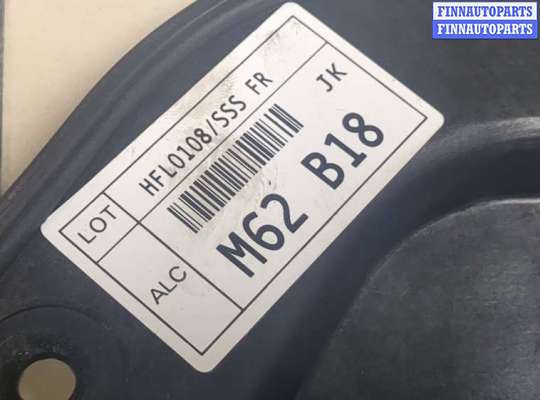 FINNAUTOPARTS
FINNAUTOPARTS
LOT HFL0108/SSS FR JK
ALC M62 B18